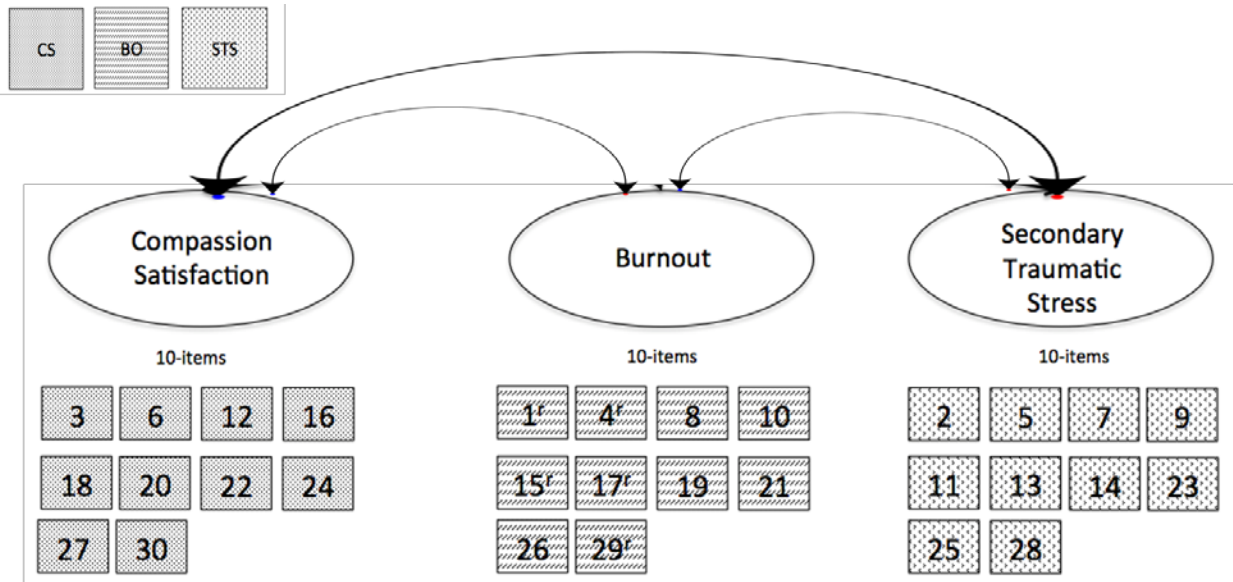 CS BO STS
Compassion
Satisfaction
Burnout
Secondary
Traumatic
Stress
10-items 10-items 10-items
3 6 12 16 1ʳ 4ʳ 8 10 2 5 7 9
18 20 22 24 15ʳ 17ʳ 19 21 11 13 14 23
27 30 26 29ʳ 25 28